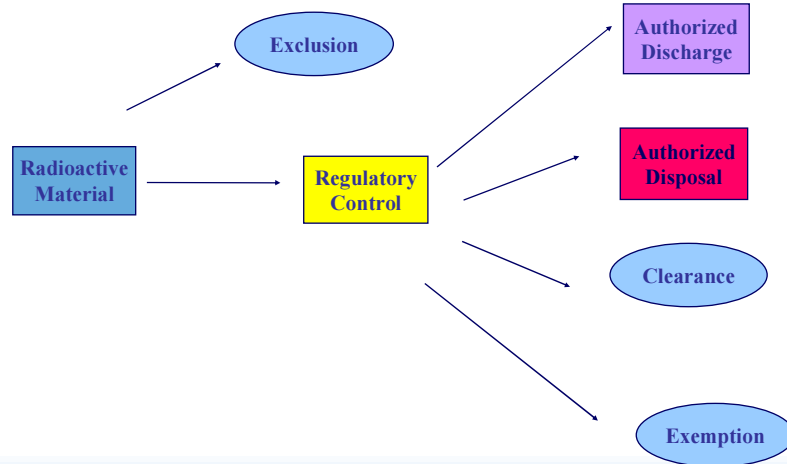 Exclusion
Authorized
Discharge
Radioactive
Material
Regulatory
Control
Authorized
Disposal
Clearance
Exemption